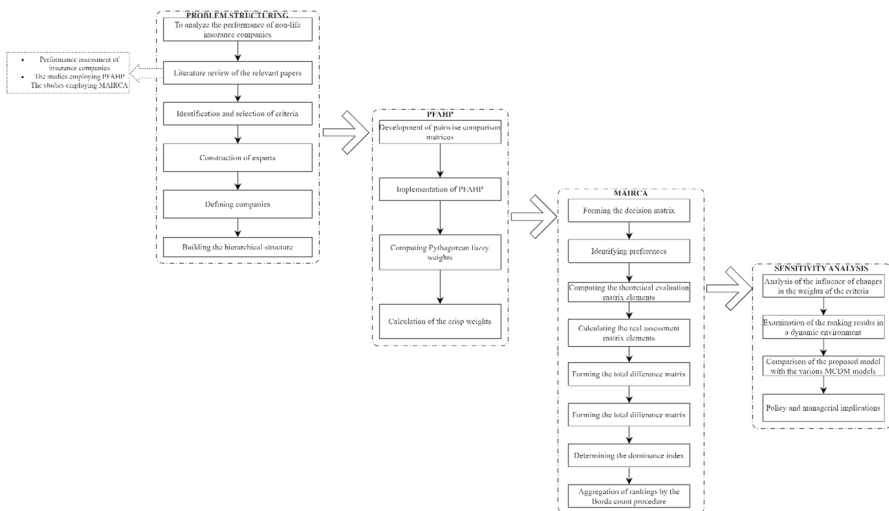 PROBLEM STRUCTURING
To analyze the performance of non-life
insurance companies
Performance assessment of
insurance companies
The studies employing PFAHP
The studies employing MAIRCA
Literature review of the relevant papers
Identification and selection of criteria
Construction of experts
Defining companies
Building the hierarchical structure
PFAHP
Development of pairwise comparison
matrices
Implementation of PFAHP
Computing Pythagorean fuzzy
weights
Calculation of the crisp weights
MAIRCA
Forming the decision matrix
Identifying preferences
Computing the theoretical evaluation
matrix elements
Calculating the real assessment
matrix elements
Forming the total difference matrix
Forming the total difference matrix
Determining the dominance index
Aggregation of rankings by the
Borda count procedure
SENSITIVITY ANALYSIS
Analysis of the influence of changes
in the weights of the criteria
Examination of the ranking results in
a dynamic environment
Comparison of the proposed model
with the various MCDM models
Policy and managerial implications